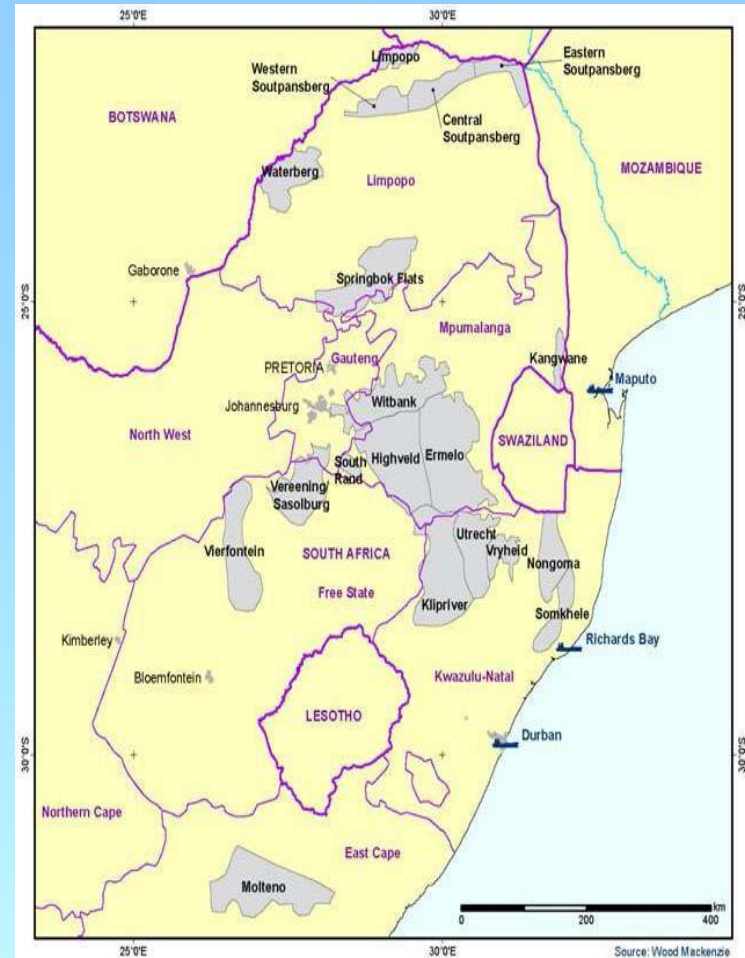 25°0'E
30°0'E
Limpopo
Eastern
Soutpansberg
Western
Soutpansberg
Central
Soutpansberg
BOTSWANA
MOZAMBIQUE
Waterberg
Limpopo
Gaborone
Springbok Flats
25°0'S
25°0'S
Mpumalanga
Gauteng
Kangwane
PRETORIA
Maputo
Johannesburg
Witbank
North West
SWAZILAND
South
Rand
Highveld
Ermelo
Vereening/
Sasolburg
Utrecht
Vryheid
Vierfontein
SOUTH AFRICA
Nongoma
Free State
Klipriver
Somkhele
Kimberley
Richards Bay
Bloemfontein
Kwazulu-Natal
LESOTHO
Durban
30°0'S
30°0'S
Northern Cape
East Cape
Molteno
km
0
200
400
25°0'E
30°0'E
Source: Wood Mackenzie